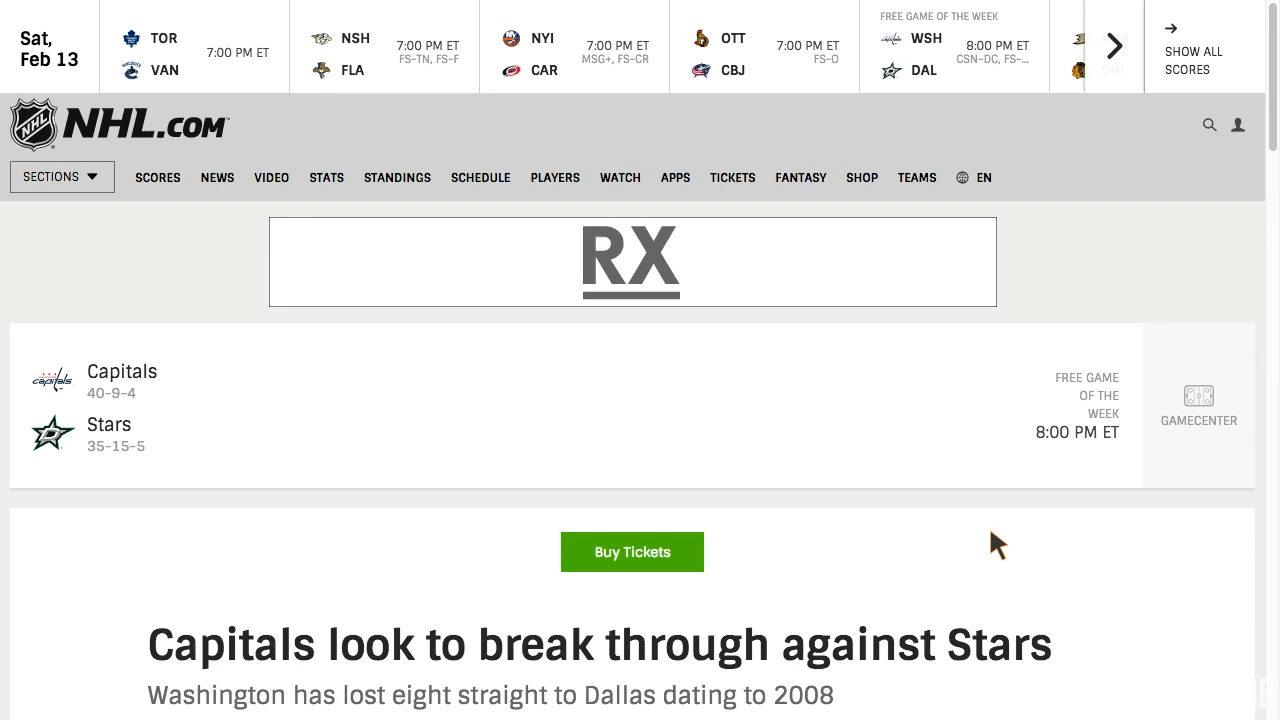 Sat,
Feb 13
TOR
VAN
7:00 PM ET
NSH
FLA
7:00 PM ET
FS-TN, FS-F
NYI
CAR
7:00 PM ET
MSG+, FS-CR
OTT
CBJ
7:00 PM ET
FS-O
FREE GAME OF THE WEEK
WSH
DAL
8:00 PM ET
CSN-DC, FS-...
CHI
SHOW ALL
SCORES
NHL NHL.COM
SECTIONS SCORES NEWS VIDEO STATS STANDINGS SCHEDULE PLAYERS WATCH APPS TICKETS FANTASY SHOP TEAMS EN
RX
Capitals
40-9-4
Stars
35-15-5
FREE GAME
OF THE
WEEK
8:00 PM ET
GAMECENTER
Buy Tickets
Capitals look to break through against Stars
Washington has lost eight straight to Dallas dating to 2008